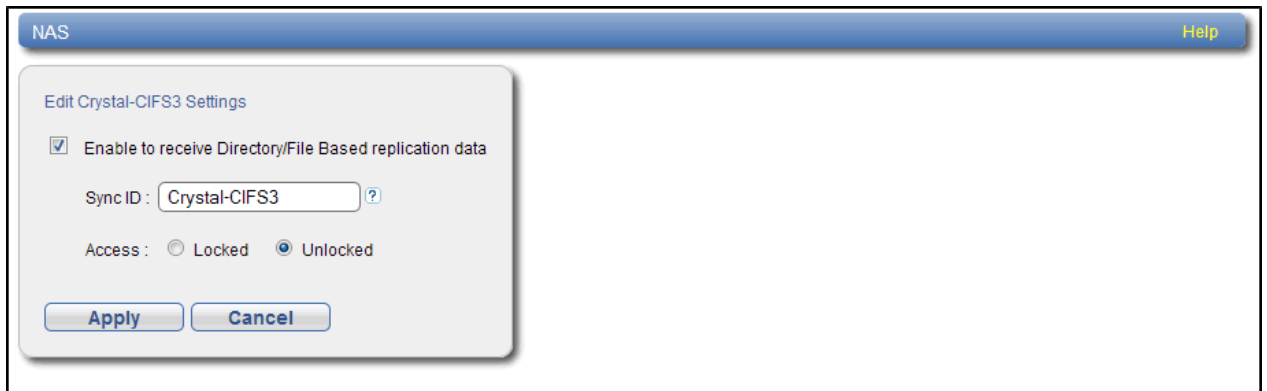 NAS Help
Edit Crystal-CIFS3 Settings
Enable to receive Directory/File Based replication data
Sync ID : Crystal-CIFS3 ?
Access : Locked Unlocked
Apply Cancel